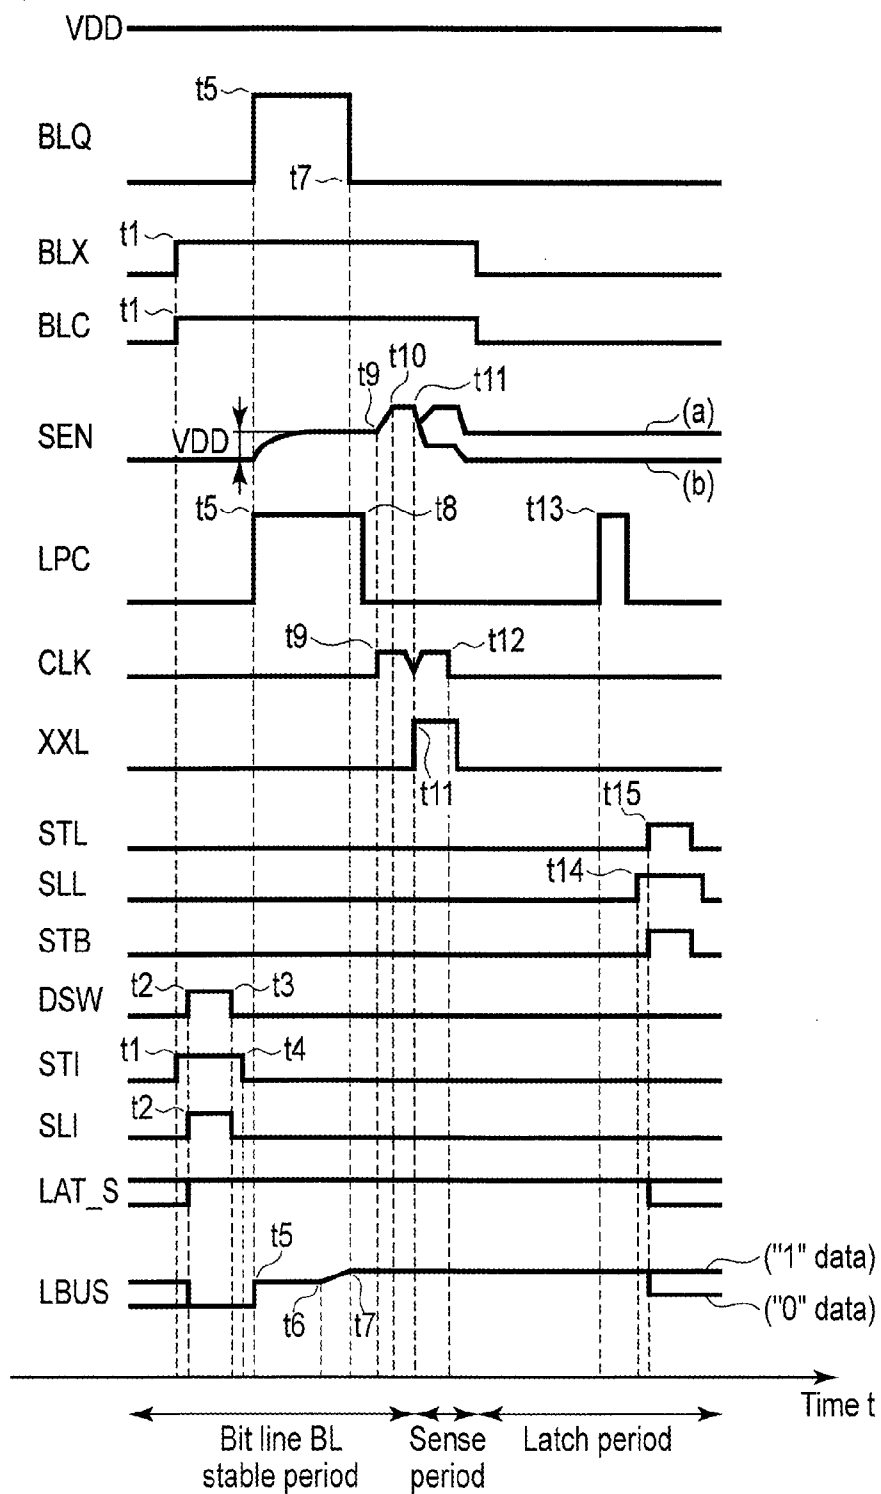 VDD
t5
BLQ
t7
t1
BLX
t1
BLC
t10
t9
t11
(a)
SEN
VDD
(b)
t5
t8
t13
LPC
t9
t12
CLK
XXL
t11
t15
STL
t14
SLL
STB
t2
t3
DSW
t1
t4
STI
t2
SLI
LAT_S
t5
("1" data)
LBUS
t6
t7
("0" data)
Time t
Bit line BL
stable period
Sense
period
Latch period